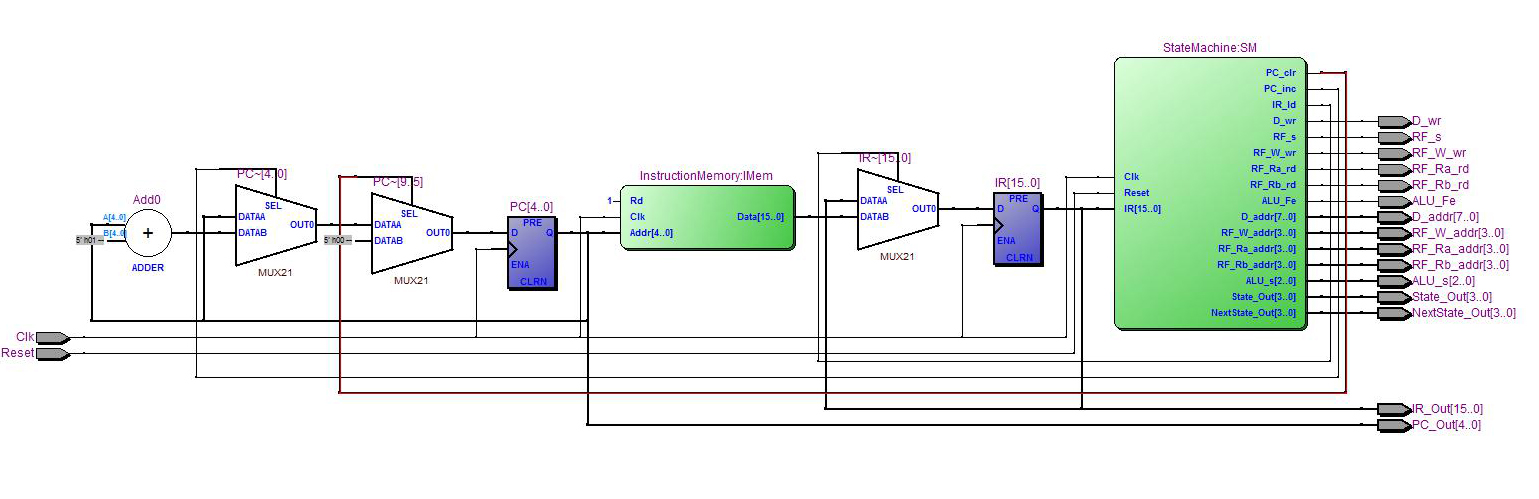 StateMachine:SM
PC_clr
PC_inc
IR_ld
D_wr
RF_s
RF_W_wr
RF_Ra_rd
RF_Rb_rd
ALU_Fe
D_addr[7..0]
RF_W_addr[3..0]
RF_Ra_addr[3..0]
RF_Rb_addr[3..0]
ALU_s[2..0]
State_Out[3..0]
NextState_Out[3..0]
Clk
Reset
IR[15..0]
D_wr
RF_s
RF_W_wr
RF_Ra_rd
RF_Rb_rd
ALU_Fe
D_addr[7..0]
RF_W_addr[3..0]
RF_Ra_addr[3..0]
RF_Rb_addr[3..0]
ALU_s[2..0]
State_Out[3..0]
NextState_Out[3..0]
Add0
A[4..0]
B[4..0]
5' h01
+
ADDER
PC~[4..0]
SEL
DATAA
DATAB
OUT0
MUX21
PC~[9..5]
SEL
DATAA
DATAB
OUT0
5' h00
MUX21
PC[4..0]
PRE
D
Q
ENA
CLRN
InstructionMemory:IMem
1
Rd
Clk
Addr[4..0]
Data[15..0]
IR~[15..0]
SEL
DATAA
DATAB
OUT0
MUX21
IR[15..0]
PRE
D
Q
ENA
CLRN
Clk
Reset
IR_Out[15..0]
PC_Out[4..0]